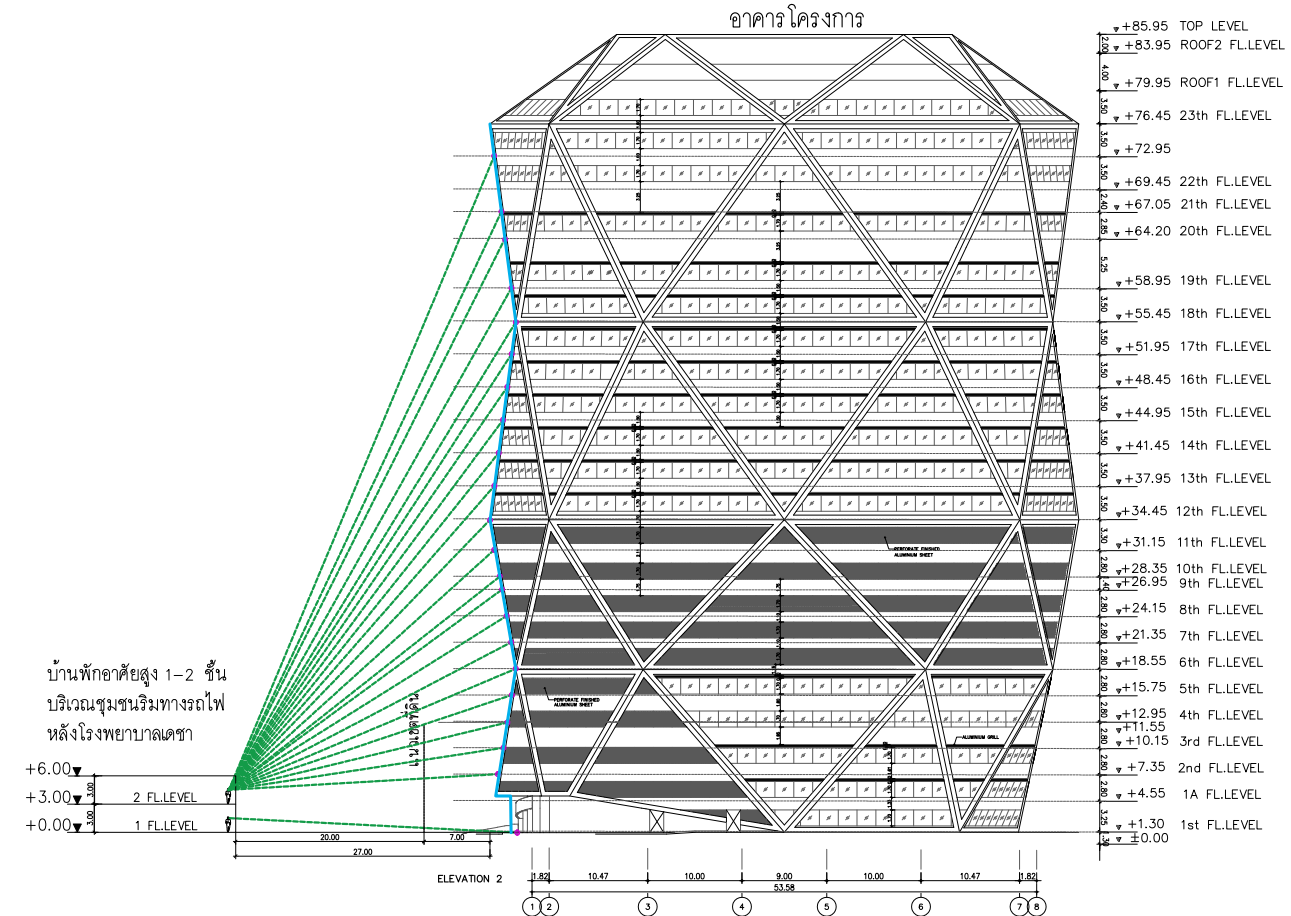 อาคารโครงการ
+85.95 TOP LEVEL
+83.95 ROOF2 FL.LEVEL
+79.95 ROOF1 FL.LEVEL
+76.45 23th FL.LEVEL
+72.95
+69.45 22th FL.LEVEL
+67.05 21th FL.LEVEL
+64.20 20th FL.LEVEL
+58.95 19th FL.LEVEL
+55.45 18th FL.LEVEL
+51.95 17th FL.LEVEL
+48.45 16th FL.LEVEL
+44.95 15th FL.LEVEL
+41.45 14th FL.LEVEL
+37.95 13th FL.LEVEL
+34.45 12th FL.LEVEL
+31.15 11th FL.LEVEL
+28.35 10th FL.LEVEL
+26.95 9th FL.LEVEL
+24.15 8th FL.LEVEL
+21.35 7th FL.LEVEL
+18.55 6th FL.LEVEL
+15.75 5th FL.LEVEL
+12.95 4th FL.LEVEL
+11.55
+10.15 3rd FL.LEVEL
+7.35 2nd FL.LEVEL
+4.55 1A FL.LEVEL
+1.30 1st FL.LEVEL
±0.00
2.00
4.00
3.50
3.50
3.50
2.40
2.85
5.25
3.50
3.50
3.50
3.50
3.50
3.50
3.50
3.30
2.80
1.40
2.80
2.80
2.80
2.80
2.80
2.80
2.80
3.25
1.30
PERFORATE FINISHED
ALUMINIUM SHEET
PERFORATE FINISHED
ALUMINIUM SHEET
ALUMINIUM GRILL
บ้านพักอาศัยสูง 1-2 ชั้น
บริเวณชุมชนริมทางรถไฟ
หลังโรงพยาบาลเดชา
แนวเขตที่ดิน
+6.00
3.00
+3.00 2 FL.LEVEL
3.00
+0.00 1 FL.LEVEL
20.00 7.00
27.00
ELEVATION 2
1.82 10.47 10.00 9.00 10.00 10.47 1.82
53.58
1 2 3 4 5 6 7 8